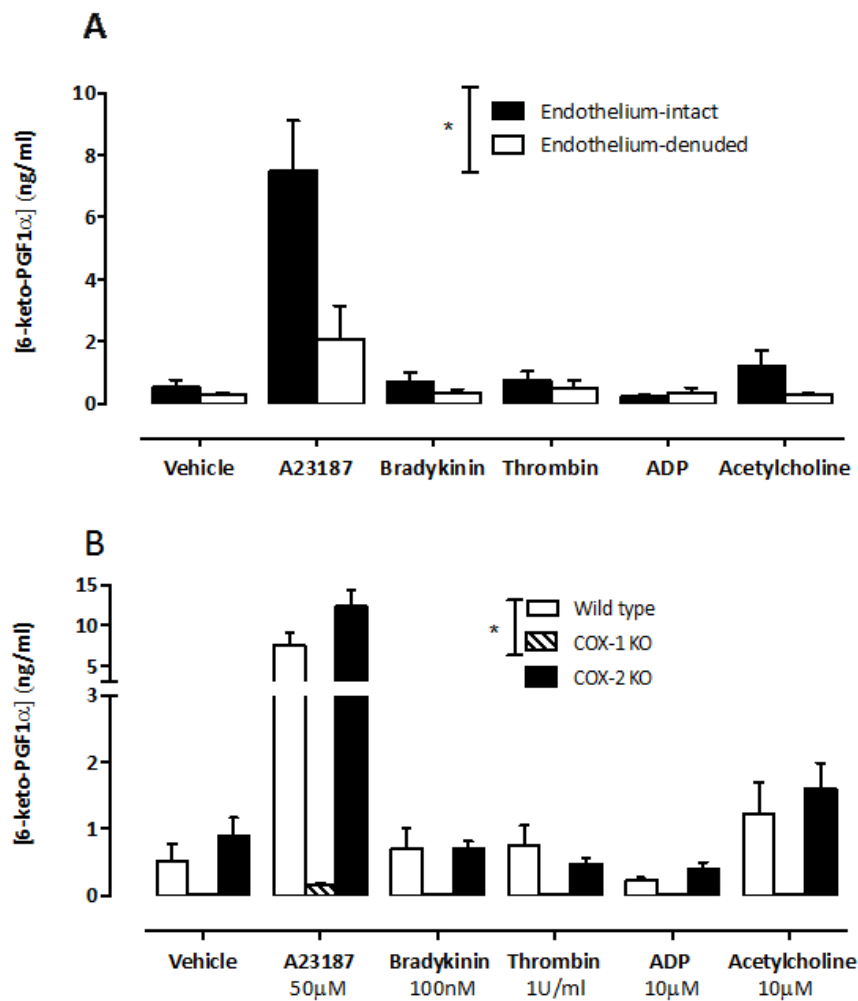 A
[6-keto-PGF1α] (ng/ml)
10
8
6
4
2
0
*
Endothelium-intact
Endothelium-denuded
Vehicle A23187 Bradykinin Thrombin ADP Acetylcholine
B
[6-keto-PGF1α] (ng/ml)
15
10
5
3
2
1
0
*
Wild type
COX-1 KO
COX-2 KO
Vehicle A23187 Bradykinin Thrombin ADP Acetylcholine
50μM 100nM 1U/ml 10μM 10μM